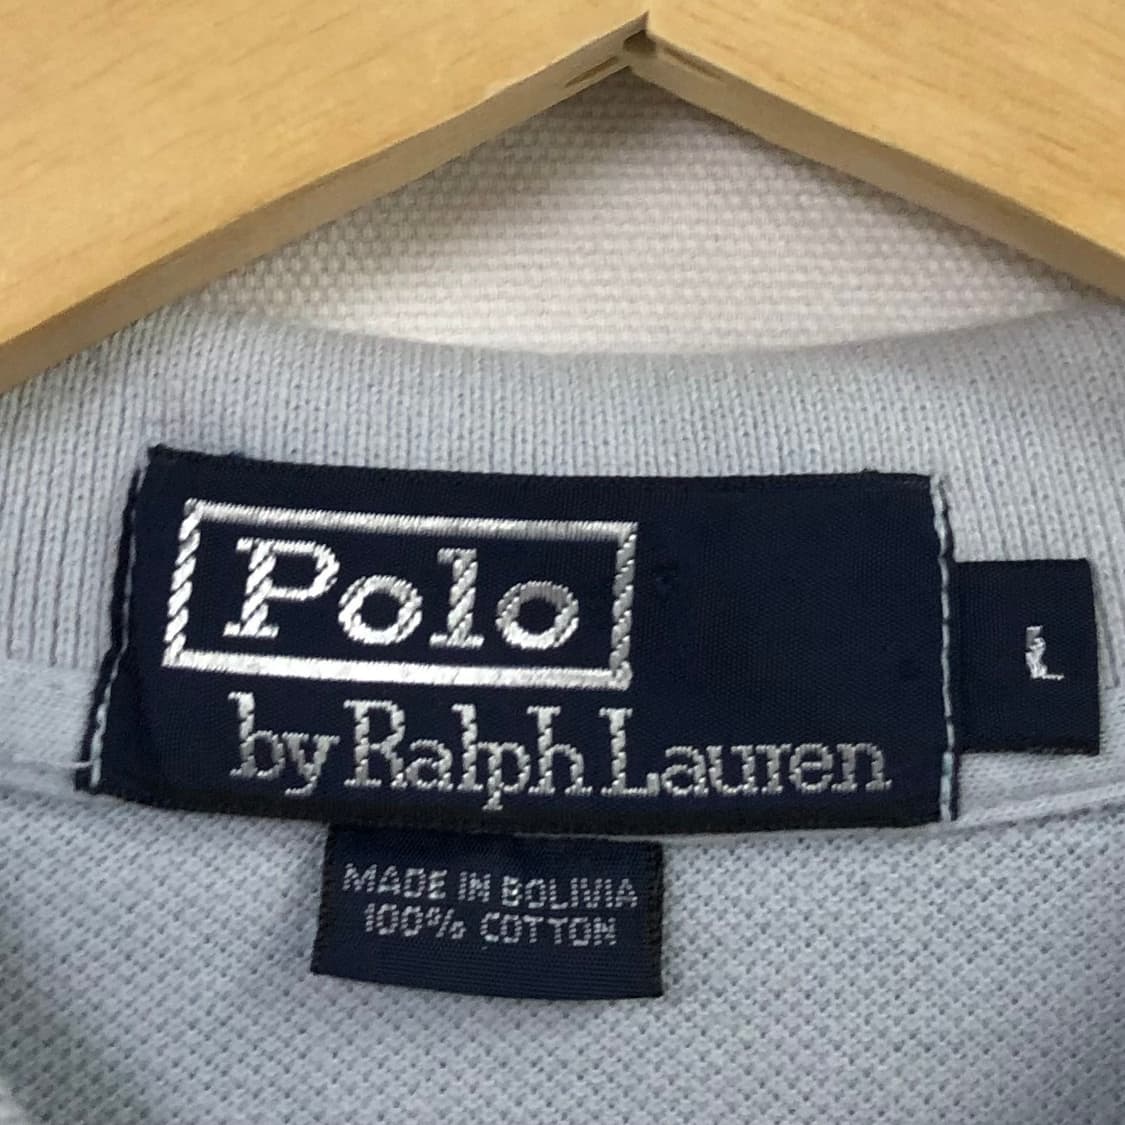 Polo
by Ralph Lauren
L
MADE IN BOLIVIA
100% COTTON